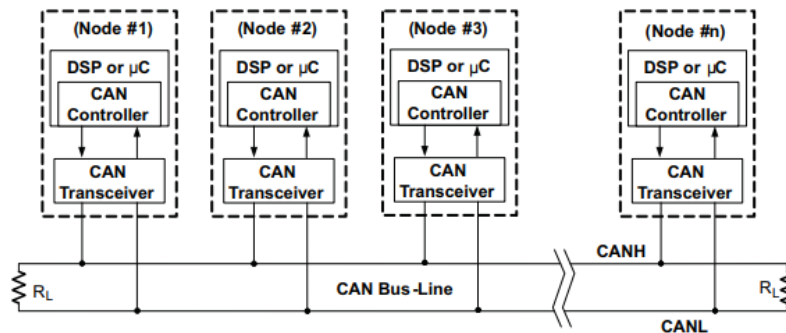 (Node #1) (Node #2) (Node #3) (Node #n)
DSP or µC DSP or µC DSP or µC DSP or µC
CAN CAN CAN CAN
Controller Controller Controller Controller
CAN CAN CAN CAN
Transceiver Transceiver Transceiver Transceiver
CANH
RL CAN Bus-Line RL
CANL